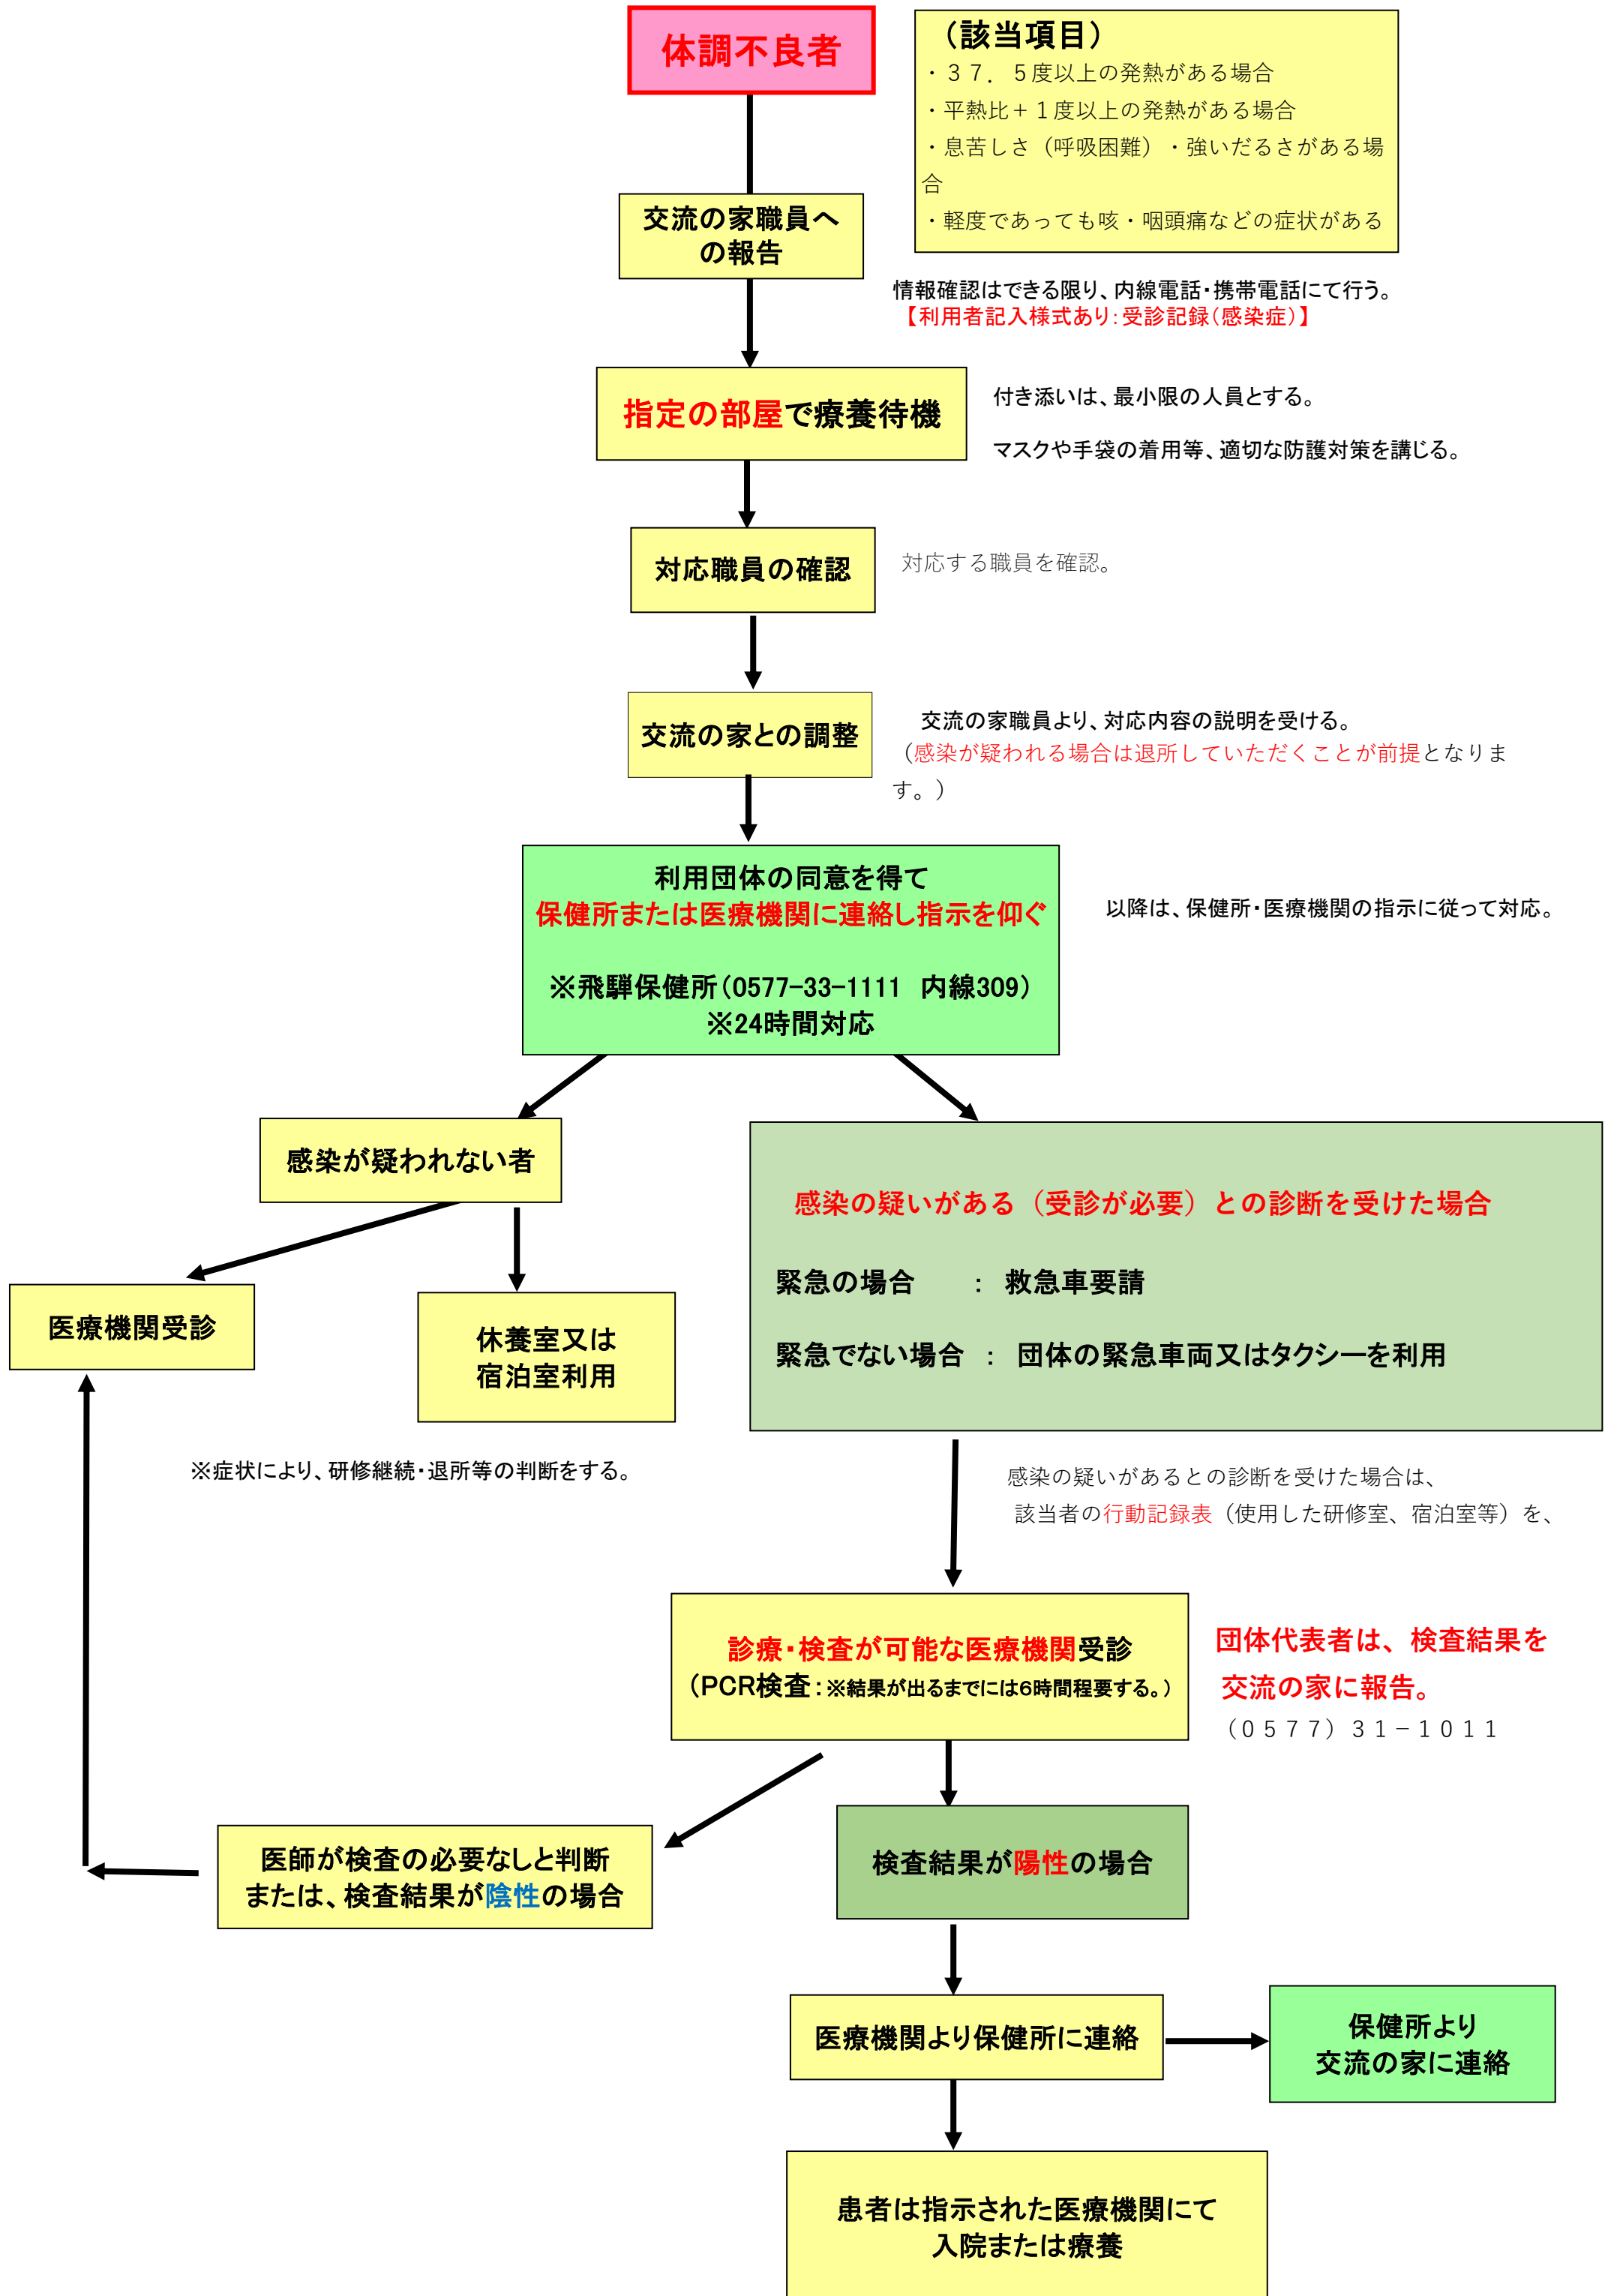 体調不良者
（該当項目）
・３７．５度以上の発熱がある場合
・平熱比＋１度以上の発熱がある場合
・息苦しさ（呼吸困難）・強いだるさがある場
合
・軽度であっても咳・咽頭痛などの症状がある
交流の家職員へ
の報告
情報確認はできる限り、内線電話・携帯電話にて行う。
【利用者記入様式あり：受診記録（感染症）】
指定の部屋で療養待機
付き添いは、最小限の人員とする。
マスクや手袋の着用等、適切な防護対策を講じる。
対応職員の確認
対応する職員を確認。
交流の家との調整
交流の家職員より、対応内容の説明を受ける。
（感染が疑われる場合は退所していただくことが前提となりま
す。）
利用団体の同意を得て
保健所または医療機関に連絡し指示を仰ぐ
※飛騨保健所（0577-33-1111　内線309）
※24時間対応
以降は、保健所・医療機関の指示に従って対応。
感染が疑われない者
感染の疑いがある（受診が必要）との診断を受けた場合
緊急の場合　　：　救急車要請
緊急でない場合　：　団体の緊急車両又はタクシーを利用
医療機関受診
休養室又は
宿泊室利用
※症状により、研修継続・退所等の判断をする。
感染の疑いがあるとの診断を受けた場合は、
該当者の行動記録表（使用した研修室、宿泊室等）を、
診療・検査が可能な医療機関受診
（PCR検査：※結果が出るまでには6時間程要する。）
団体代表者は、検査結果を
交流の家に報告。
（０５７７）３１－１０１１
医師が検査の必要なしと判断
または、検査結果が陰性の場合
検査結果が陽性の場合
医療機関より保健所に連絡
保健所より
交流の家に連絡
患者は指示された医療機関にて
入院または療養